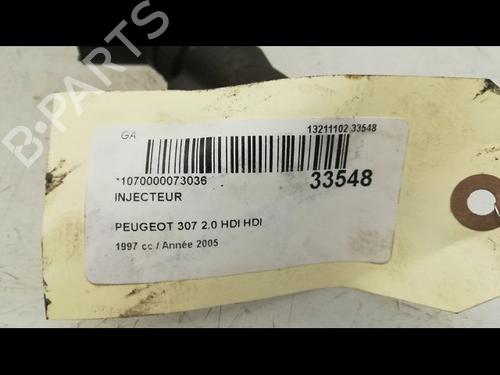 B-PARTS
GA
13211102 33548
*1070000073036
33548
INJECTEUR
PEUGEOT 307 2.0 HDI HDI
1997 cc / Année 2005